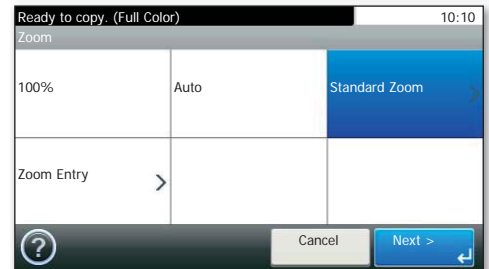 Ready to copy. (Full Color) 10:10
Zoom
100% Auto Standard Zoom
Zoom Entry
? Cancel Next >